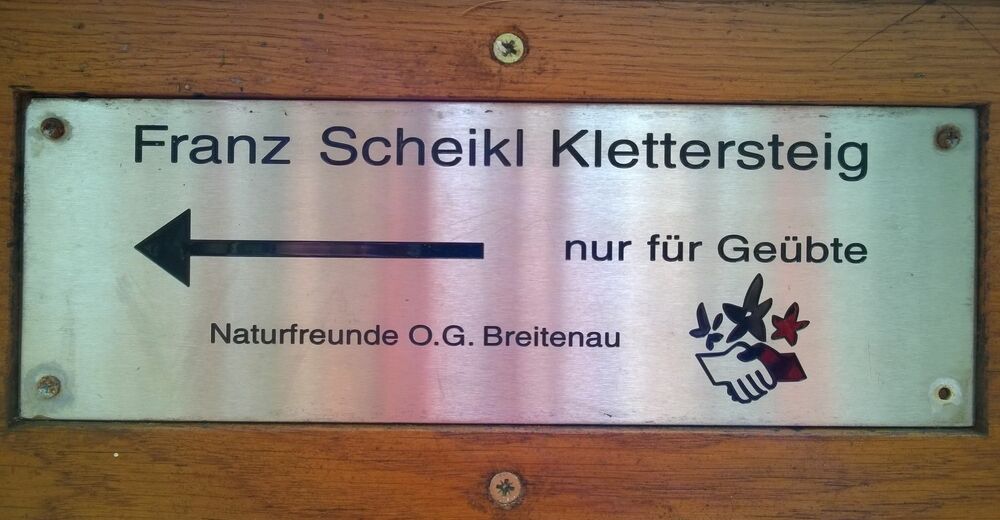 Franz Scheikl Klettersteig
nur für Geübte
Naturfreunde O.G. Breitenau